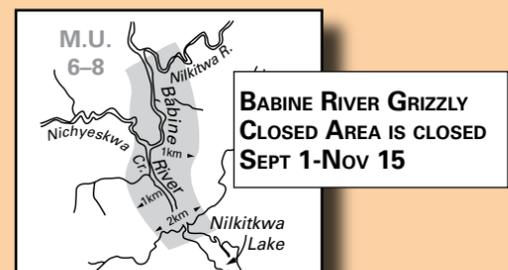 M.U.
6–8
Nilkitwa R.
Babine
River
Nichyeskwa
Cr.
1km
1km
2km
Nilkitkwa
Lake
BABINE RIVER GRIZZLY
CLOSED AREA IS CLOSED
SEPT 1-NOV 15